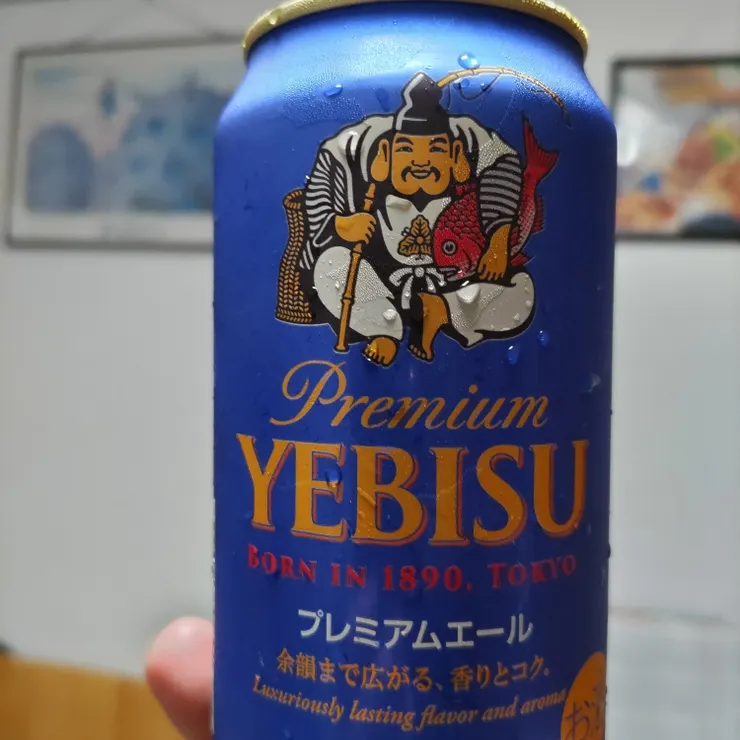 Premium
YEBISU
BORN IN 1890, TOKYO
プレミアムエール
余韻まで広がる、香りとコク。
Luxuriously lasting flavor and aroma